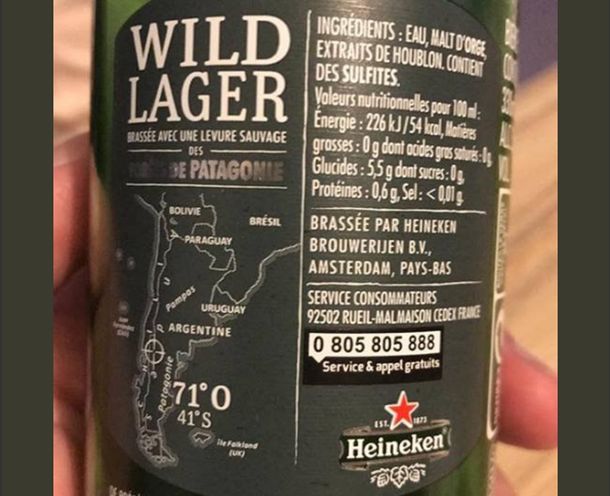 WILD
LAGER
BRASSÉE AVEC UNE LEVURE SAUVAGE
DES
FORÊTS DE PATAGONIE
BOLIVIE
BRÉSIL
PARAGUAY
Pampas
URUGUAY
ARGENTINE
Patagonie
71°O
41°S
île Falkland
(UK)
INGRÉDIENTS : EAU, MALT D'ORGE,
EXTRAITS DE HOUBLON. CONTIENT
DES SULFITES.
Valeurs nutritionnelles pour 100 ml :
Énergie : 226 kJ/54 kcal, Matières
grasses : 0 g dont acides gras saturés : 0g,
Glucides : 5,5 g dont sucres : 0g,
Protéines : 0,6 g, Sel : < 0,01 g.
BRASSÉE PAR HEINEKEN
BROUWERIJEN B.V.,
AMSTERDAM, PAYS-BAS
SERVICE CONSOMMATEURS
92502 RUEIL-MALMAISON CEDEX FRANCE
0 805 805 888
Service & appel gratuits
EST. 1873
Heineken